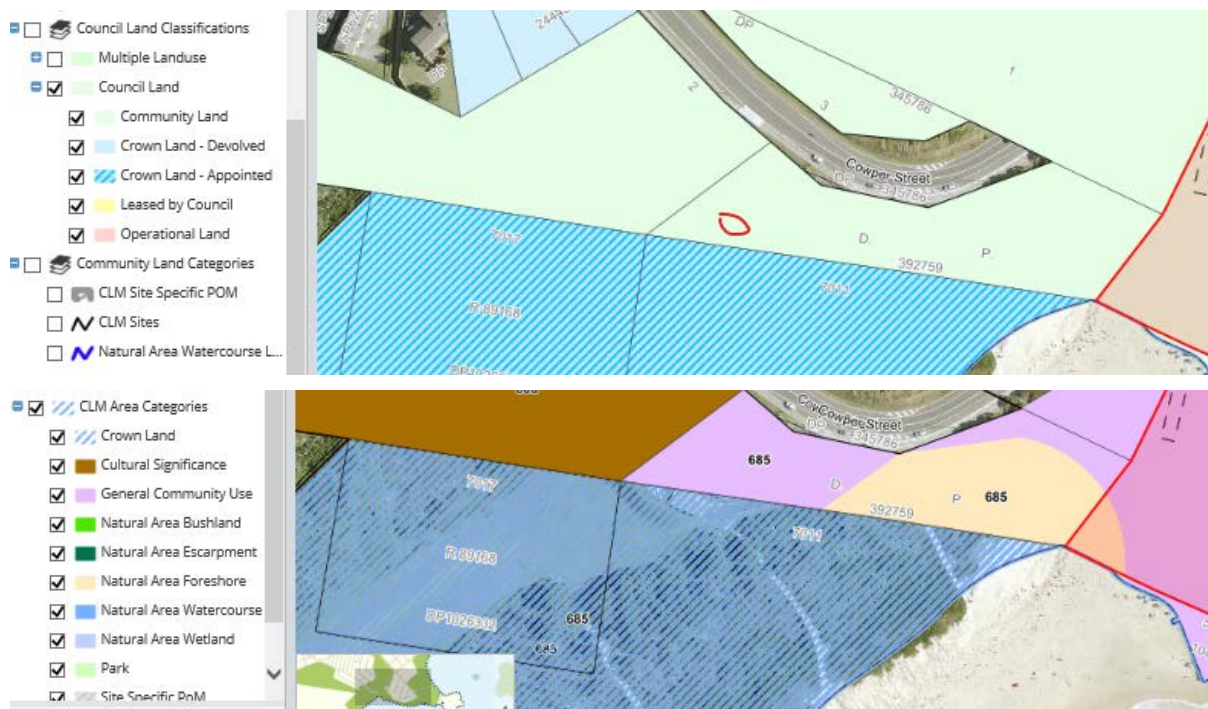 Council Land Classifications
Multiple Landuse
Council Land
Community Land
Crown Land - Devolved
Crown Land - Appointed
Leased by Council
Operational Land
Community Land Categories
CLM Site Specific POM
CLM Sites
Natural Area Watercourse L...
DP
DP
1
2
3
345786
Cowper Street
DP
345786
D.
P.
392759
7317
7311
R.89168
CLM Area Categories
Crown Land
Cultural Significance
General Community Use
Natural Area Bushland
Natural Area Escarpment
Natural Area Foreshore
Natural Area Watercourse
Natural Area Wetland
Park
Site Specific PoM
Cowper Street
DP
345786
685
D.
P
685
392759
R.89168
685
685